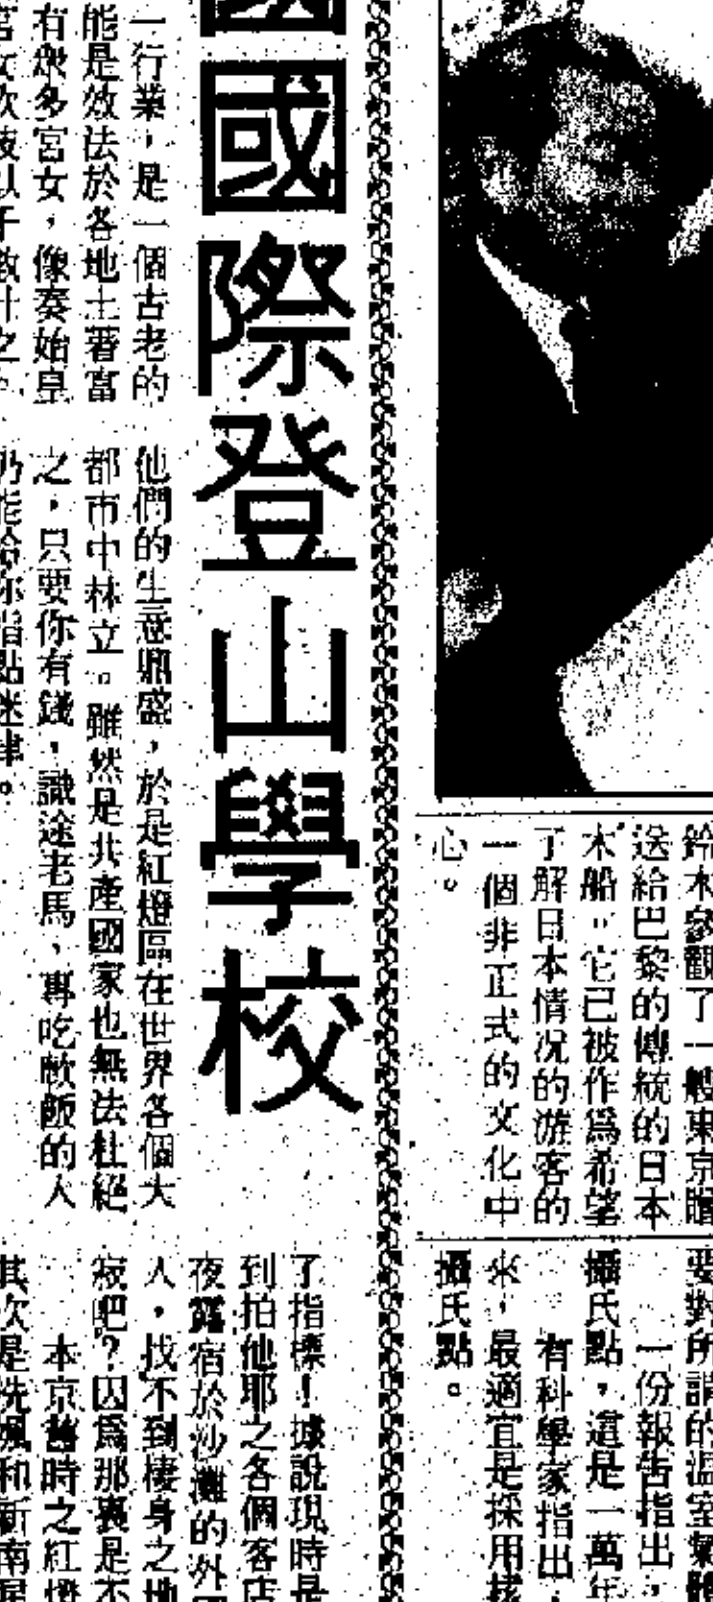 國際登山學校
一行業，是一個古老的
能是效法於各地土著富
有衆多宮女，像秦始皇
他們的生意鼎盛，於是紅燈區在世界各個大
都市中林立。雖然是共產國家也無法杜絕
之，只要你有錢，識途老馬，專吃軟飯的人
仍能給你指點迷津。
了指標！據說現時是
到拍他耶之各個客店
夜露宿於沙灘的外國
人，找不到棲身之地
寂吧？因爲那裏是不
本京舊時之紅燈
其次是
和新南
鈴木參觀了一般東京贈
送給巴黎的傳統的日本
木船。它已被作爲希望
了解日本情況的游客的
一個非正式的文化中
心。
要對所謂的溫室氣體
一份報告指出，
攝氏點，這是一萬年
有科學家指出，
來，最適宜是採用核
攝氏點。